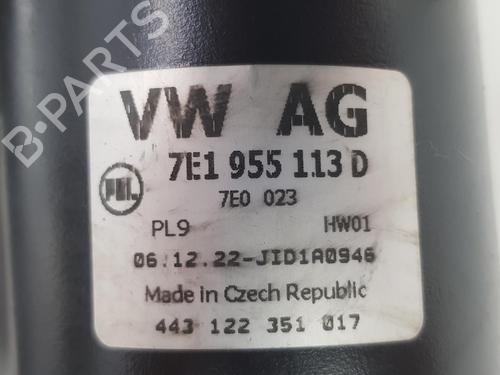 B-PARTS
VW AG
7E1 955 113 D
7E0 023
PL9 HW01
06.12.22-JID1A0946
Made in Czech Republic
443 122 351 017